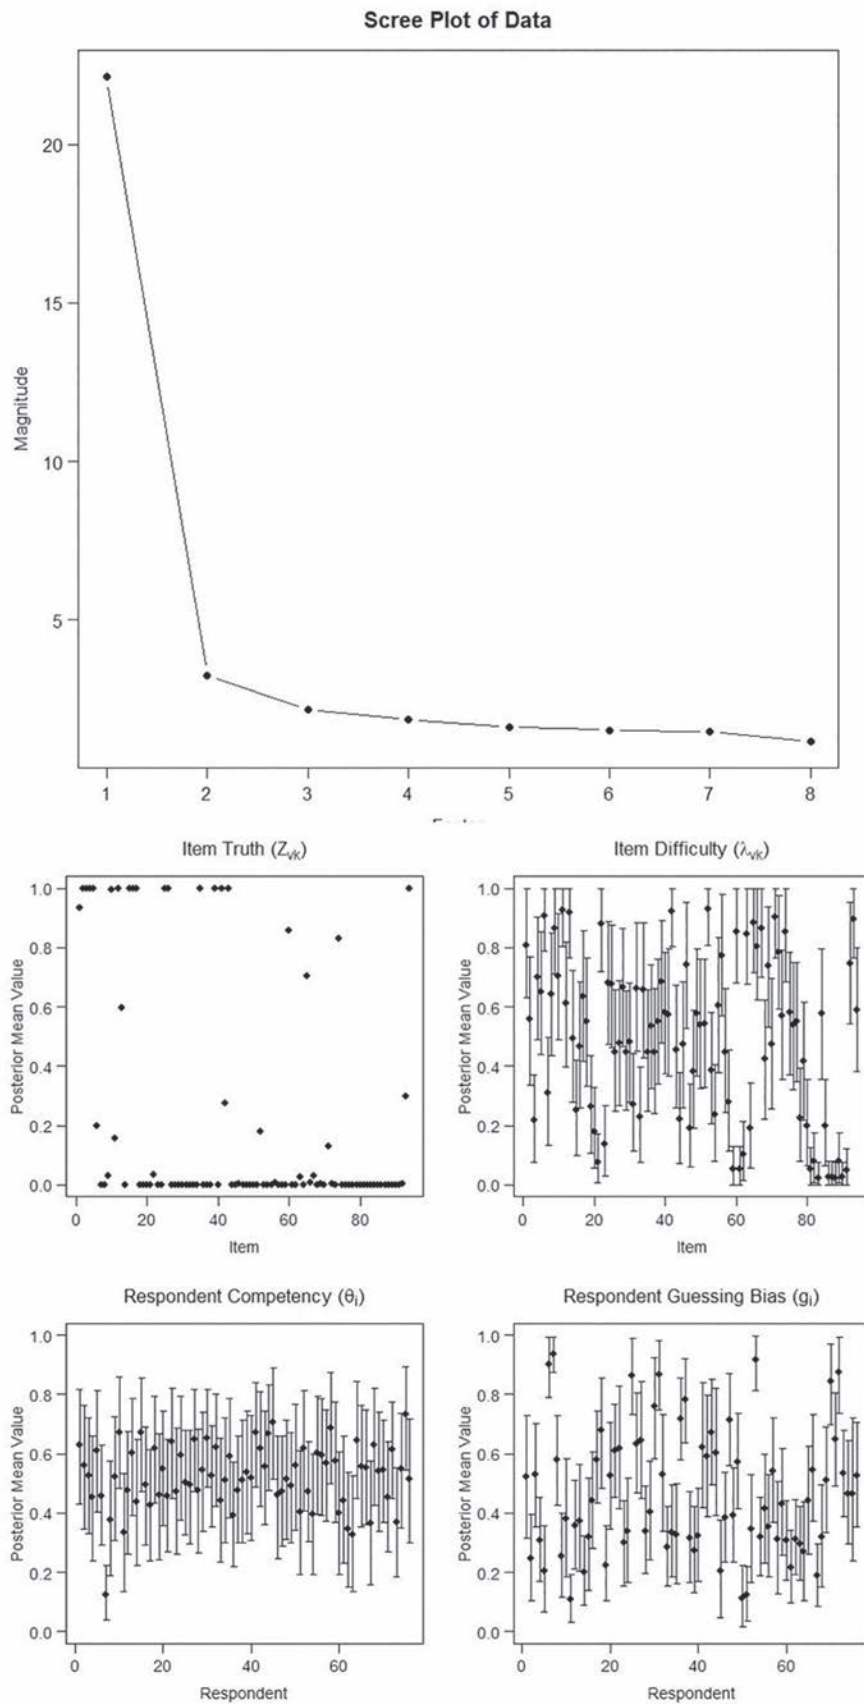 Scree Plot of Data
Magnitude
20
15
10
5
1 2 3 4 5 6 7 8
Item Truth (Zvk)
Posterior Mean Value
1.0
0.8
0.6
0.4
0.2
0.0
0 20 40 60 80
Item
Item Difficulty (λvk)
Posterior Mean Value
1.0
0.8
0.6
0.4
0.2
0.0
0 20 40 60 80
Item
Respondent Competency (θi)
Posterior Mean Value
1.0
0.8
0.6
0.4
0.2
0.0
0 20 40 60
Respondent
Respondent Guessing Bias (gi)
Posterior Mean Value
1.0
0.8
0.6
0.4
0.2
0.0
0 20 40 60
Respondent